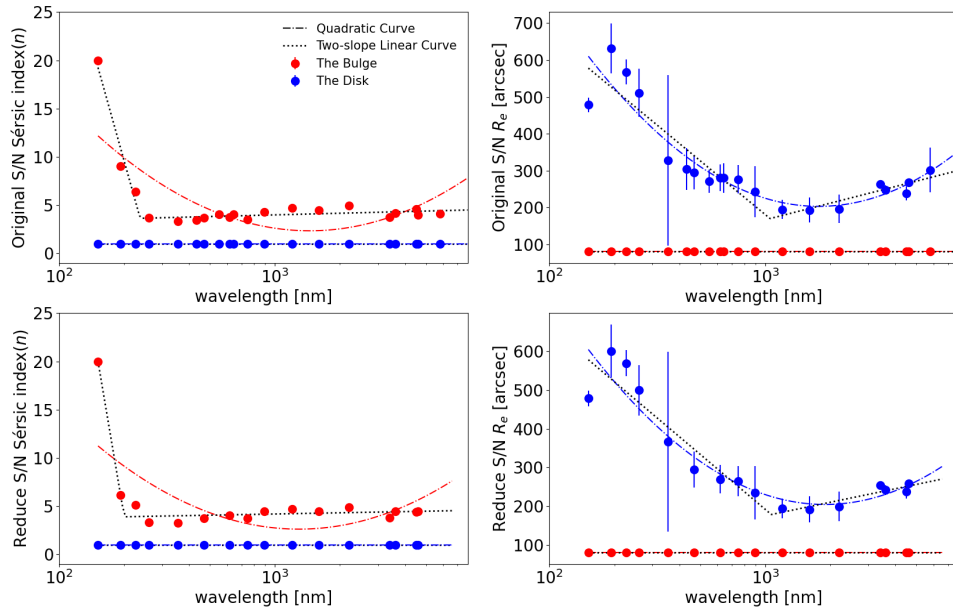 Original S/N Sérsic index(n)
25
20
15
10
5
0
Quadratic Curve
Two-slope Linear Curve
The Bulge
The Disk
10²
10³
wavelength [nm]
Original S/N Rₑ [arcsec]
700
600
500
400
300
200
100
10²
10³
wavelength [nm]
Reduce S/N Sérsic index(n)
25
20
15
10
5
0
10²
10³
wavelength [nm]
Reduce S/N Rₑ [arcsec]
600
500
400
300
200
100
10²
10³
wavelength [nm]